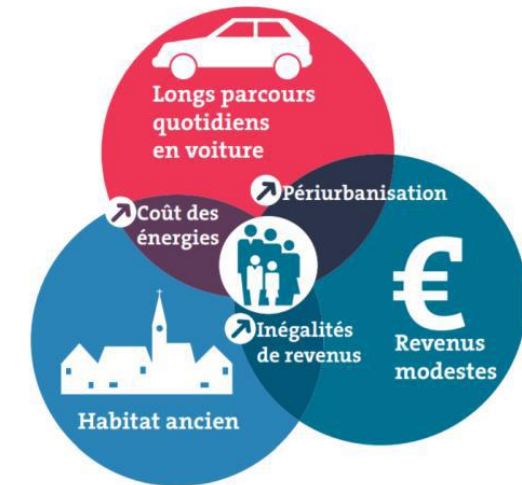 Longs parcours
quotidiens
en voiture
Périurbanisation
Coût des
énergies
€
Inégalités
de revenus
Revenus
modestes
Habitat ancien